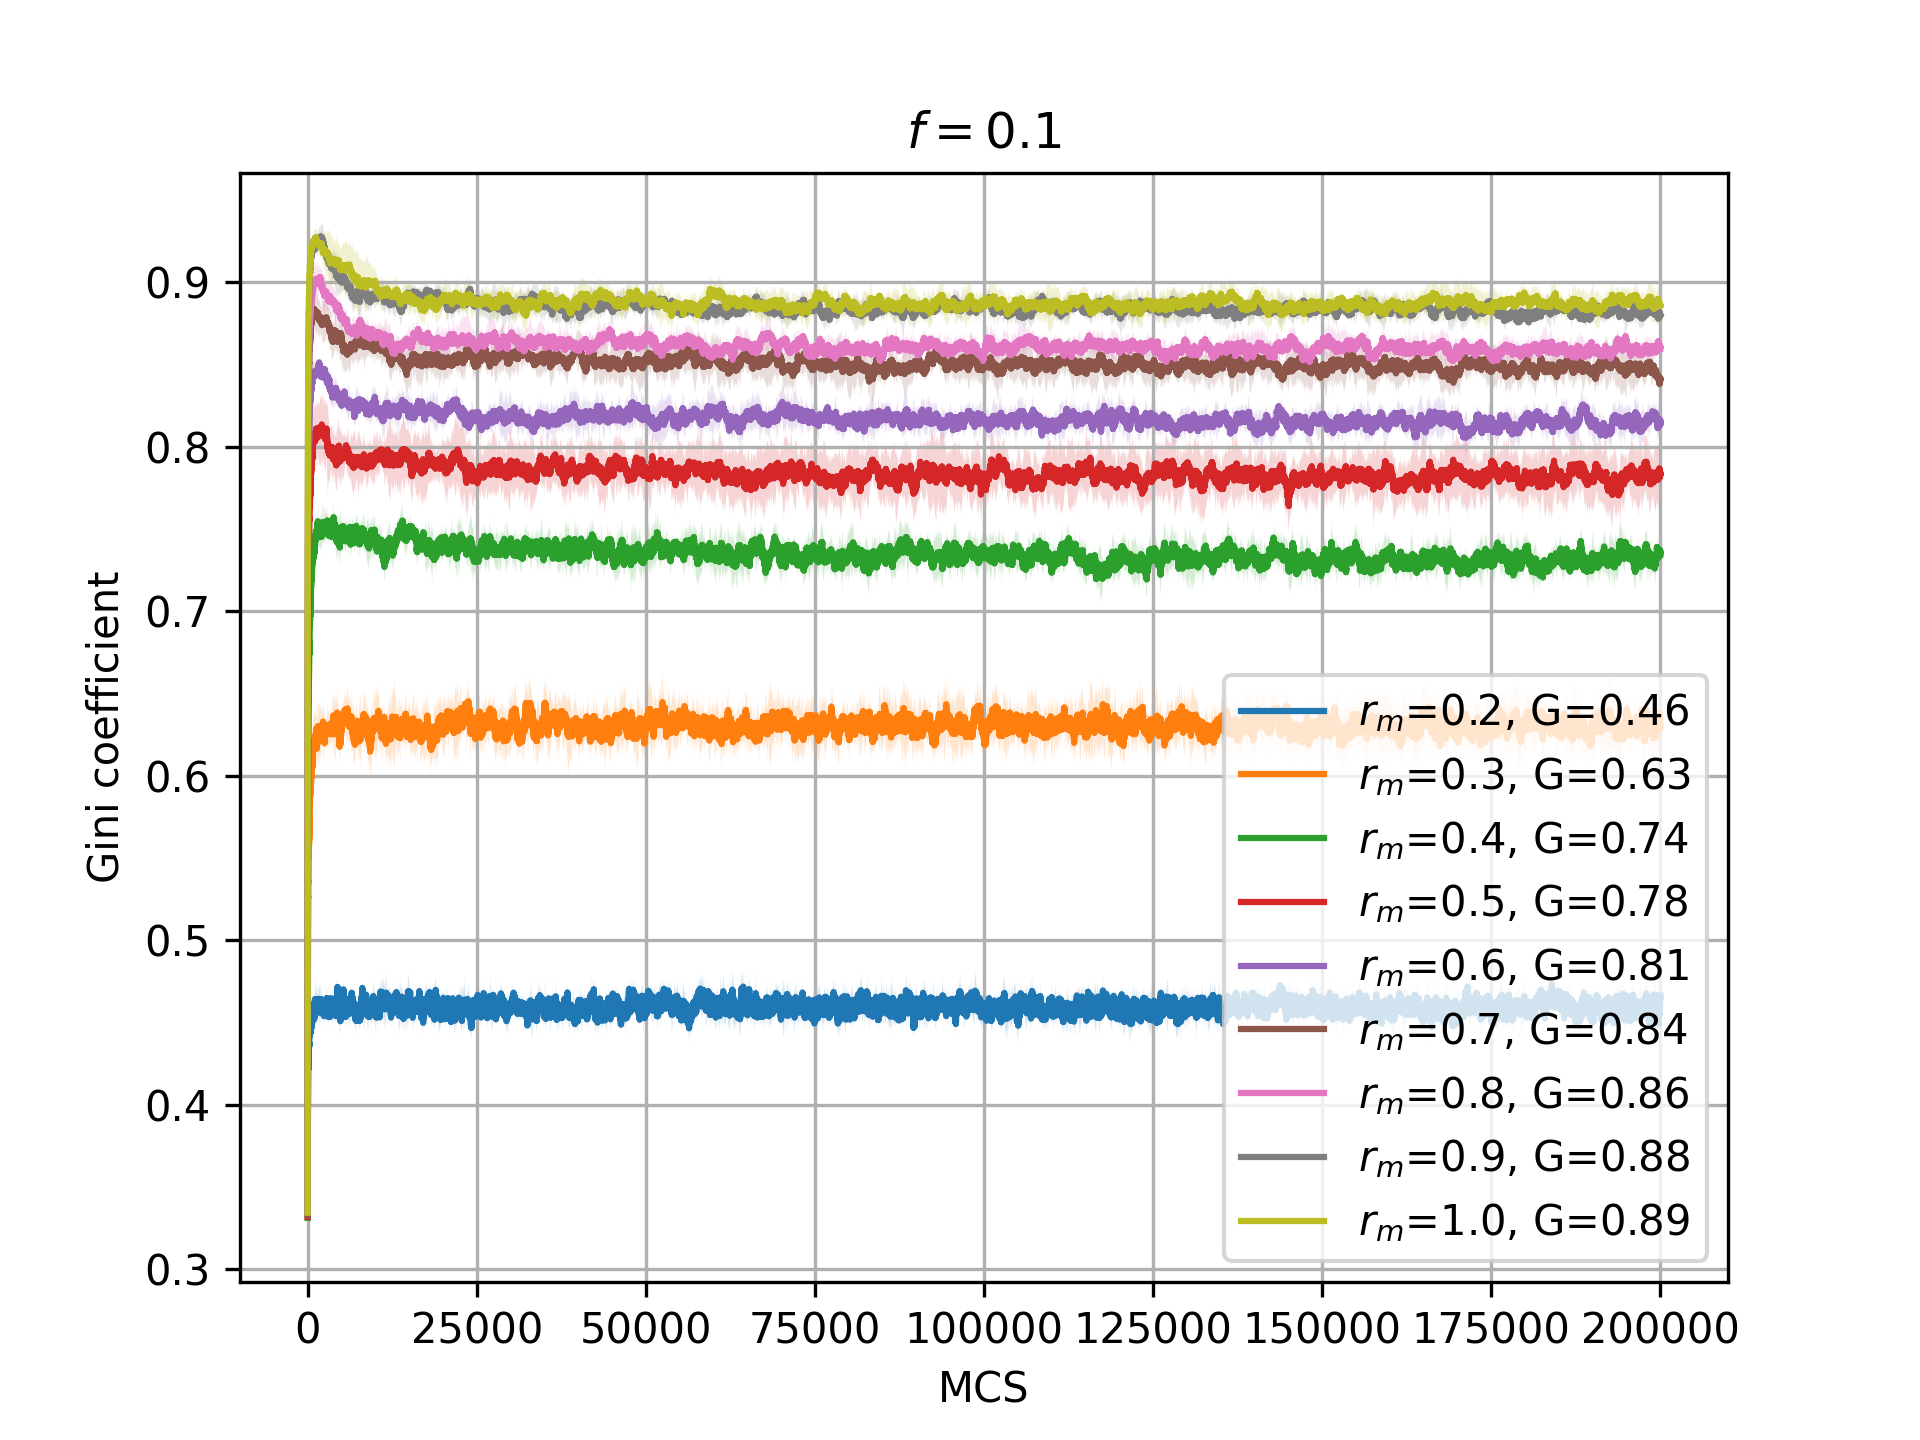 f = 0.1
Gini coefficient
0.9
0.8
0.7
0.6
0.5
0.4
0.3
r_m=0.2, G=0.46
r_m=0.3, G=0.63
r_m=0.4, G=0.74
r_m=0.5, G=0.78
r_m=0.6, G=0.81
r_m=0.7, G=0.84
r_m=0.8, G=0.86
r_m=0.9, G=0.88
r_m=1.0, G=0.89
0 25000 50000 75000 100000 125000 150000 175000 200000
MCS